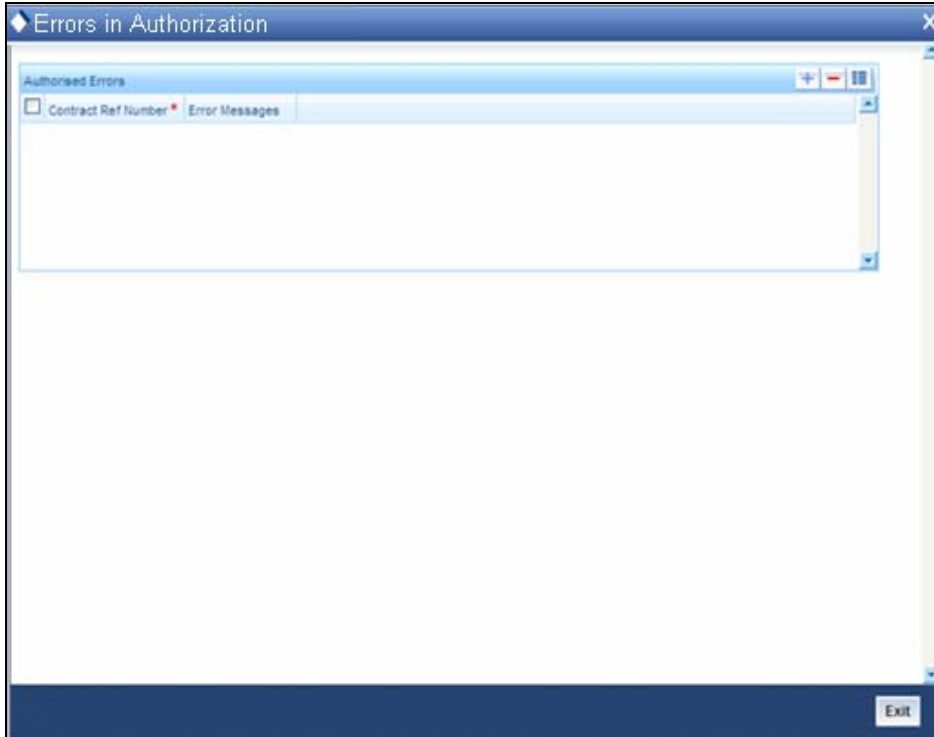 Errors in Authorization
Authorised Errors
Contract Ref Number * Error Messages
Exit